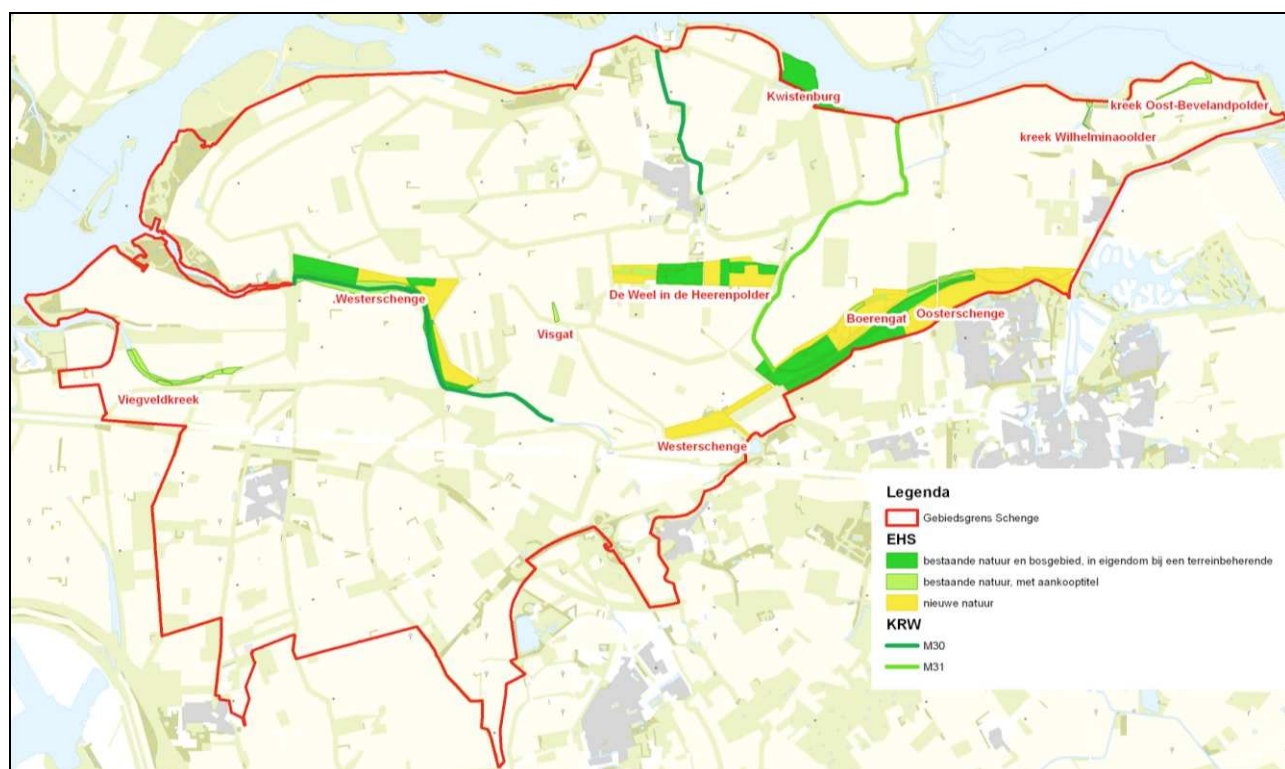 Kwistenburg
kreek Oost-Bevelandpolder
kreek Wilhelminaoolder
.Westerschenge
De Weel in de Heerenpolder
Boerengat
Oosterschenge
Visgat
Viegveldkreek
Westerschenge
Legenda
Gebiedsgrens Schenge
EHS
bestaande natuur en bosgebied, in eigendom bij een terreinbeherende
bestaande natuur, met aankooptitel
nieuwe natuur
KRW
M30
M31